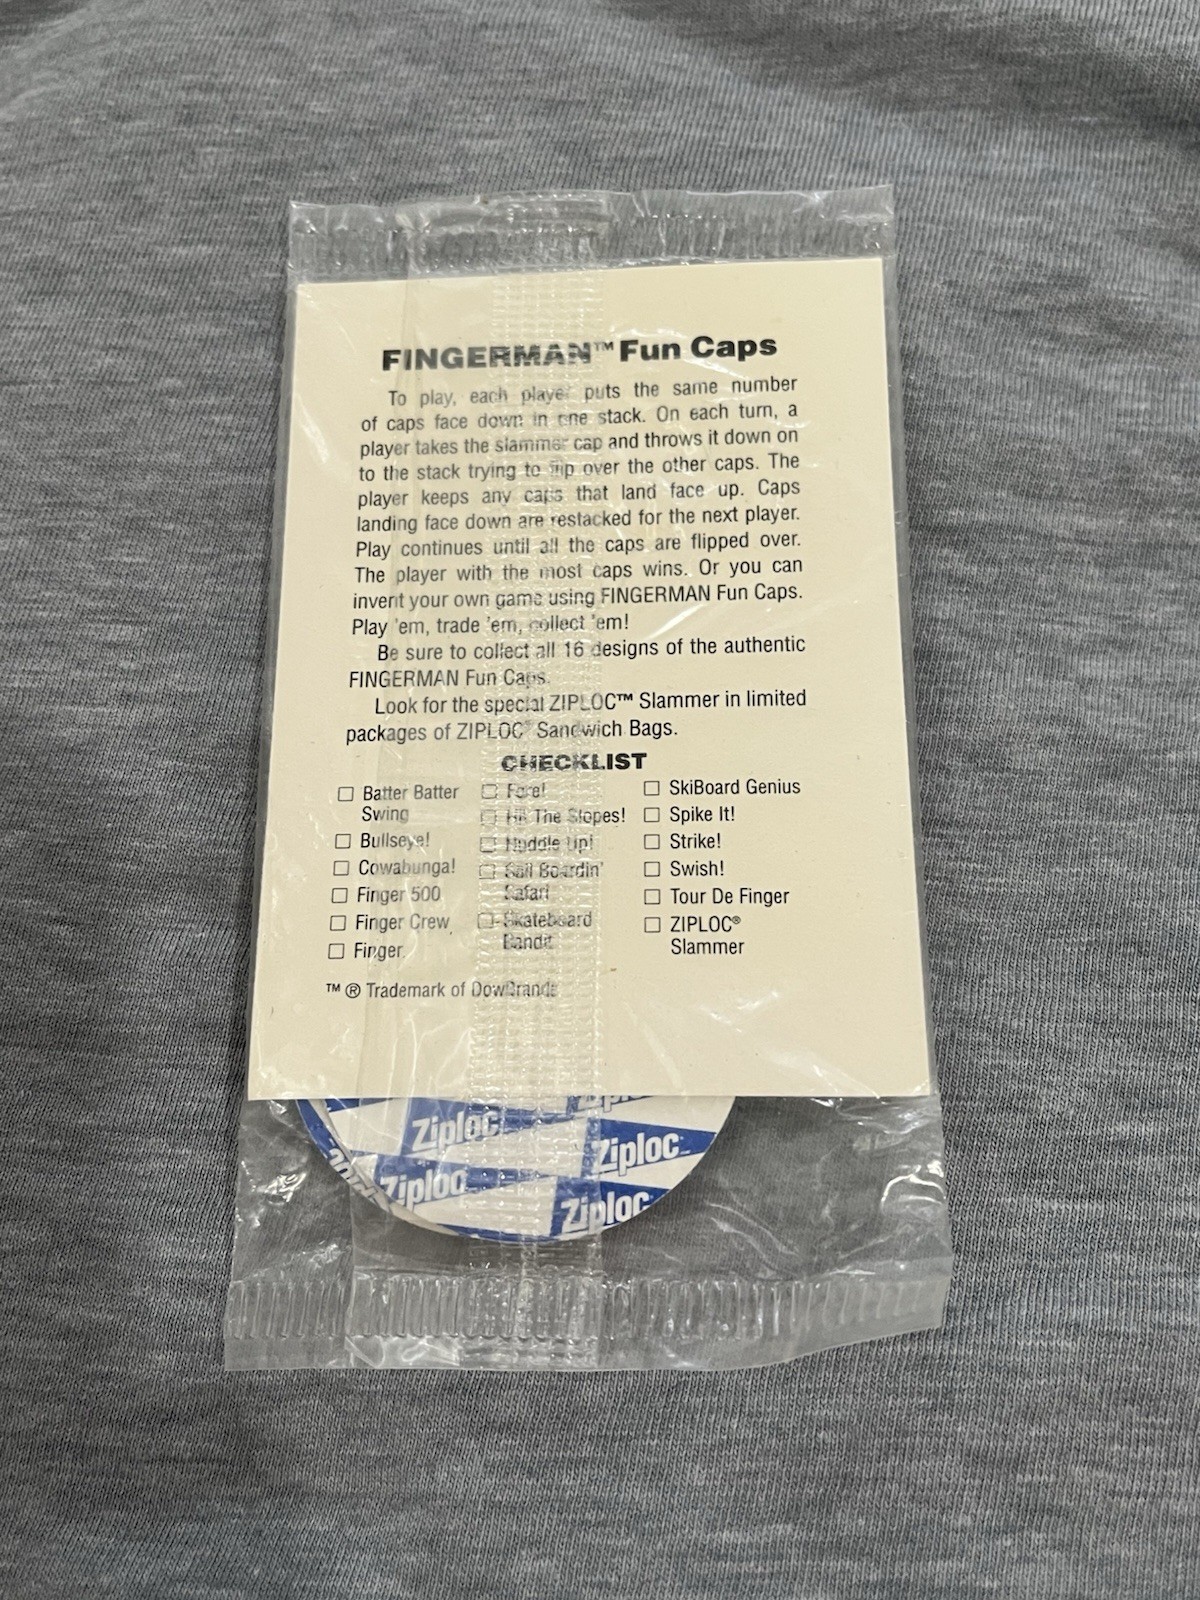 FINGERMAN™ Fun Caps
To play, each player puts the same number
of caps face down in one stack. On each turn, a
player takes the slammer cap and throws it down on
to the stack trying to flip over the other caps. The
player keeps any caps that land face up. Caps
landing face down are restacked for the next player.
Play continues until all the caps are flipped over.
The player with the most caps wins. Or you can
invent your own game using FINGERMAN Fun Caps.
Play 'em, trade 'em, collect 'em!
Be sure to collect all 16 designs of the authentic
FINGERMAN Fun Caps.
Look for the special ZIPLOC™ Slammer in limited
packages of ZIPLOC® Sandwich Bags.
CHECKLIST
☐ Batter Batter
Swing
☐ Bullseye!
☐ Cowabunga!
☐ Finger 500
☐ Finger Crew
☐ Finger
☐ Fore!
☐ Hit The Slopes!
☐ Huddle Up!
☐ Sail Boardin'
Safari
☐ Skateboard
Bandit
☐ SkiBoard Genius
☐ Spike It!
☐ Strike!
☐ Swish!
☐ Tour De Finger
☐ ZIPLOC®
Slammer
™ ® Trademark of DowBrands
Ziploc
Ziploc
Ziploc
Ziploc